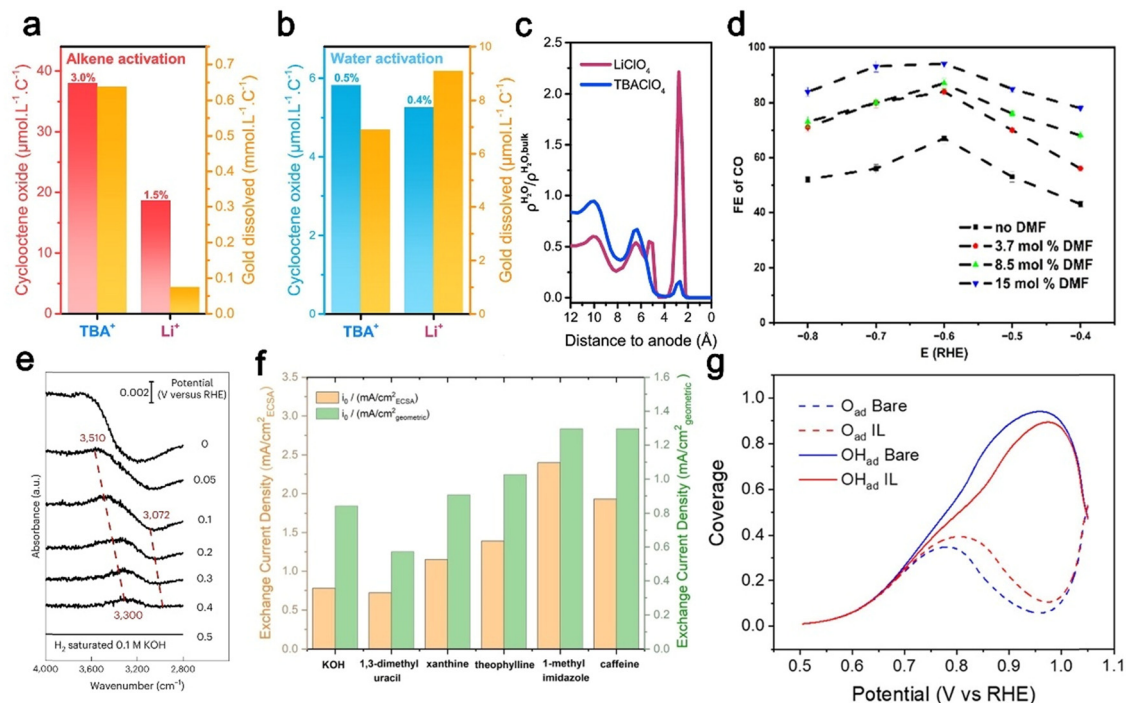 a
Alkene activation
3.0%
1.5%
Cyclooctene oxide (μmol.L⁻¹.C⁻¹)
40
30
20
10
0
Gold dissolved (mmol.L⁻¹.C⁻¹)
0.7
0.6
0.5
0.4
0.3
0.2
0.1
0.0
TBA⁺ Li⁺
b
Water activation
0.5%
0.4%
Cyclooctene oxide (μmol.L⁻¹.C⁻¹)
6
4
2
0
Gold dissolved (μmol.L⁻¹.C⁻¹)
10
8
6
4
2
0
TBA⁺ Li⁺
c
LiClO₄
TBAClO₄
ρ^H₂O/ρ^H₂O,bulk
2.5
2.0
1.5
1.0
0.5
0.0
12 10 8 6 4 2 0
Distance to anode (Å)
d
FE of CO
100
80
60
40
20
0
no DMF
3.7 mol % DMF
8.5 mol % DMF
15 mol % DMF
−0.8 −0.7 −0.6 −0.5 −0.4
E (RHE)
e
0.002
Potential
(V versus RHE)
3,510
3,072
3,300
0
0.05
0.1
0.2
0.3
0.4
0.5
Absorbance (a.u.)
H₂ saturated 0.1 M KOH
4,000 3,600 3,200 2,800
Wavenumber (cm⁻¹)
f
i₀ / (mA/cm²ECSA)
i₀ / (mA/cm²geometric)
Exchange Current Density (mA/cm²ECSA)
3.5
3.0
2.5
2.0
1.5
1.0
0.5
0.0
Exchange Current Density (mA/cm²geometric)
1.6
1.4
1.2
1.0
0.8
0.6
0.4
0.2
0.0
KOH 1,3-dimethyl xanthine theophylline 1-methyl caffeine
uracil imidazole
g
O_ad Bare
O_ad IL
OH_ad Bare
OH_ad IL
Coverage
1.0
0.8
0.6
0.4
0.2
0.0
0.5 0.6 0.7 0.8 0.9 1.0 1.1
Potential (V vs RHE)